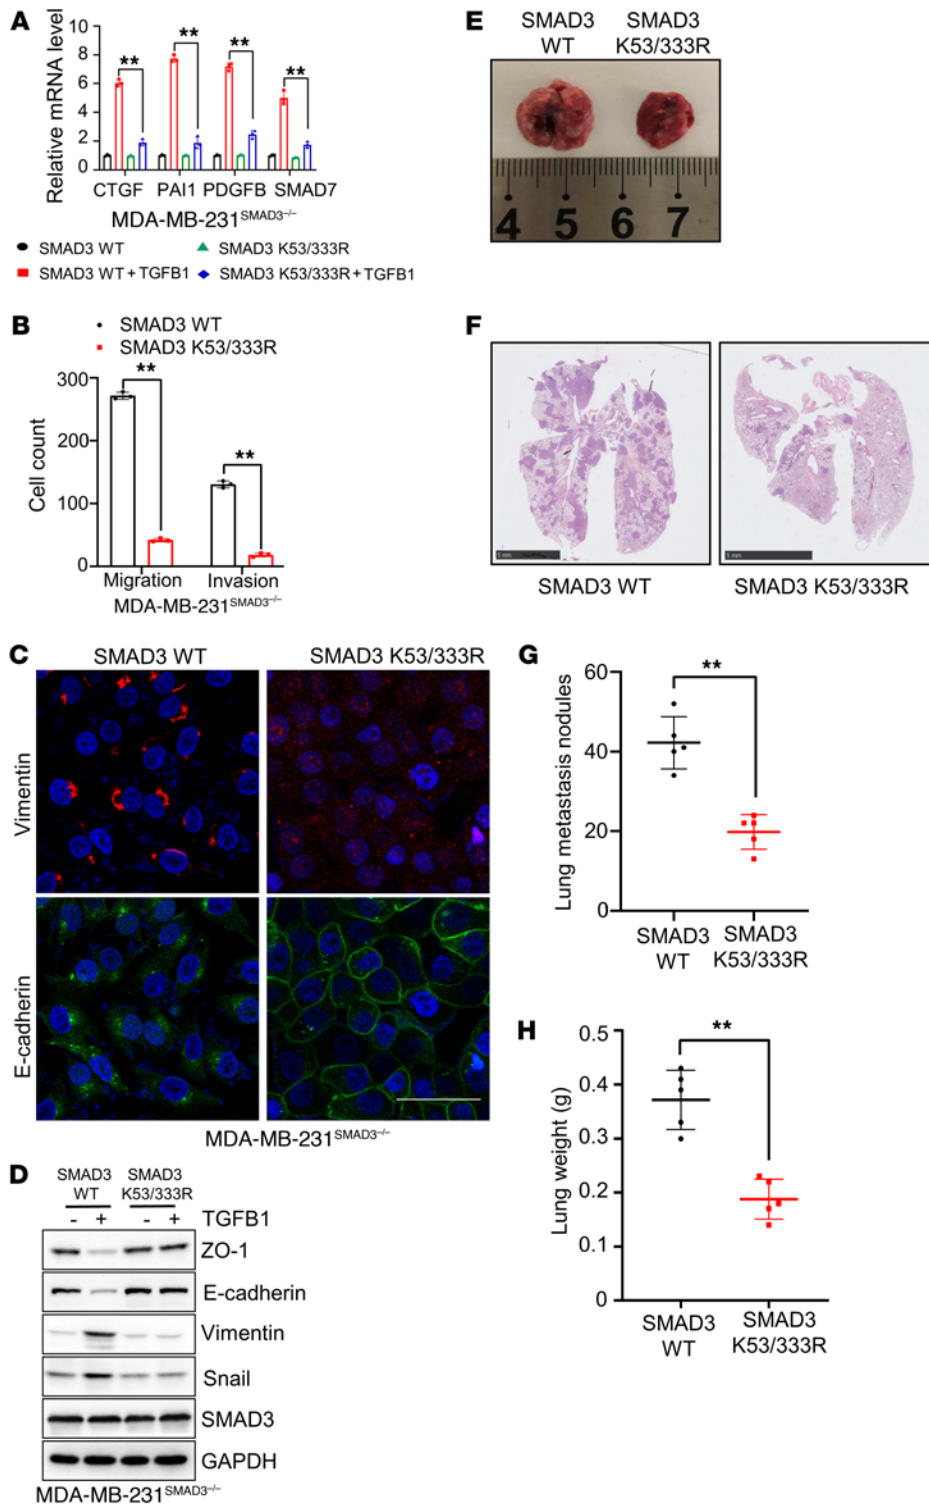 A
Relative mRNA level
8
6
4
2
0
**
**
**
**
CTGF PAI1 PDGFB SMAD7
MDA-MB-231SMAD3–/–
SMAD3 WT
SMAD3 K53/333R
SMAD3 WT+TGFB1
SMAD3 K53/333R+TGFB1
B
SMAD3 WT
SMAD3 K53/333R
Cell count
300
200
100
0
**
**
Migration Invasion
MDA-MB-231SMAD3–/–
C
SMAD3 WT SMAD3 K53/333R
Vimentin
E-cadherin
MDA-MB-231SMAD3–/–
D
SMAD3 SMAD3
WT K53/333R
- + - + TGFB1
ZO-1
E-cadherin
Vimentin
Snail
SMAD3
GAPDH
MDA-MB-231SMAD3–/–
E
SMAD3 SMAD3
WT K53/333R
4 5 6 7
F
5 mm
5 mm
SMAD3 WT SMAD3 K53/333R
G
Lung metastasis nodules
60
40
20
0
**
SMAD3 SMAD3
WT K53/333R
H
Lung weight (g)
0.5
0.4
0.3
0.2
0.1
0
**
SMAD3 SMAD3
WT K53/333R